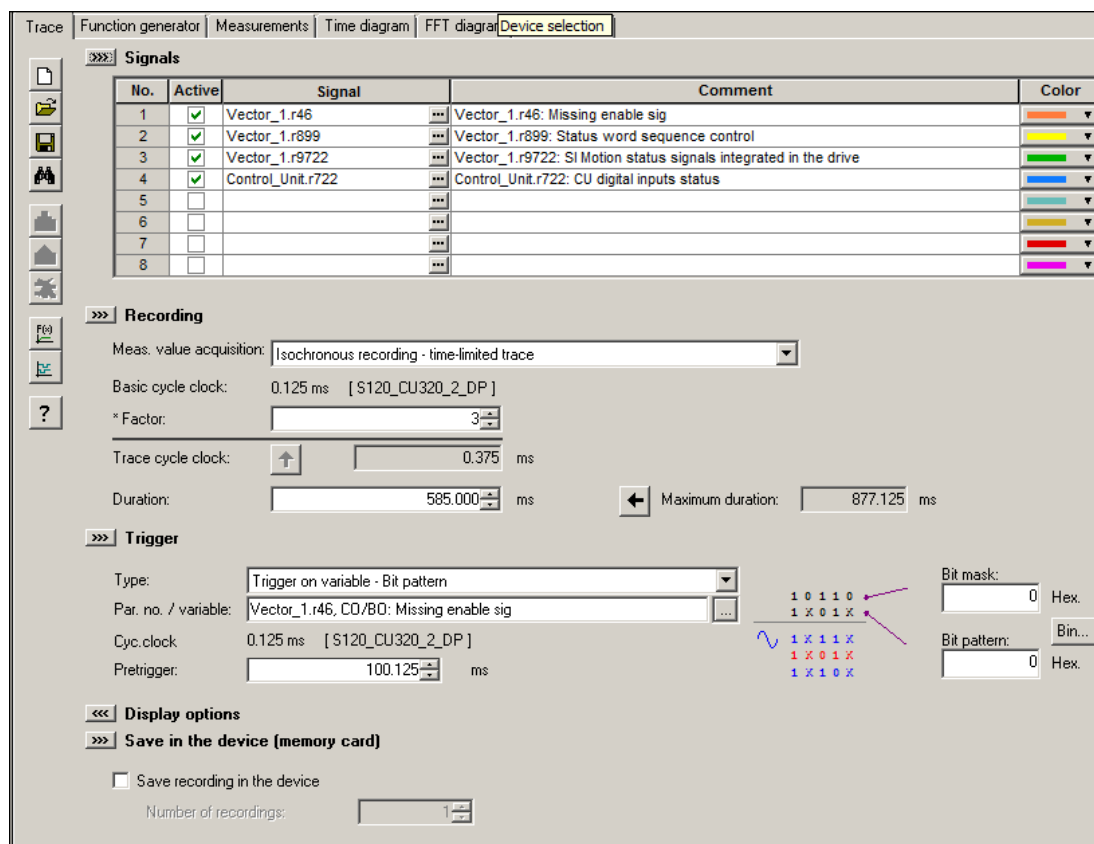 Trace Function generator Measurements Time diagram FFT diagrar Device selection
>>> Signals
No. Active Signal Comment Color
1 Vector_1.r46 ... Vector_1.r46: Missing enable sig
2 Vector_1.r899 ... Vector_1.r899: Status word sequence control
3 Vector_1.r9722 ... Vector_1.r9722: SI Motion status signals integrated in the drive
4 Control_Unit.r722 ... Control_Unit.r722: CU digital inputs status
5 ...
6 ...
7 ...
8 ...
>>> Recording
F(x)
Meas. value acquisition: Isochronous recording - time-limited trace
Basic cycle clock: 0.125 ms [ S120_CU320_2_DP ]
?
* Factor: 3
Trace cycle clock: 0.375 ms
Duration: 585.000 ms Maximum duration: 877.125 ms
>>> Trigger
Type: Trigger on variable - Bit pattern
Par. no. / variable: Vector_1.r46, CO/BO: Missing enable sig ...
Cyc.clock 0.125 ms [ S120_CU320_2_DP ]
Pretrigger: 100.125 ms
1 0 1 1 0
1 X 0 1 X
1 X 1 1 X
1 X 0 1 X
1 X 1 0 X
Bit mask:
0 Hex.
Bin...
Bit pattern:
0 Hex.
<<< Display options
>>> Save in the device (memory card)
Save recording in the device
Number of recordings: 1